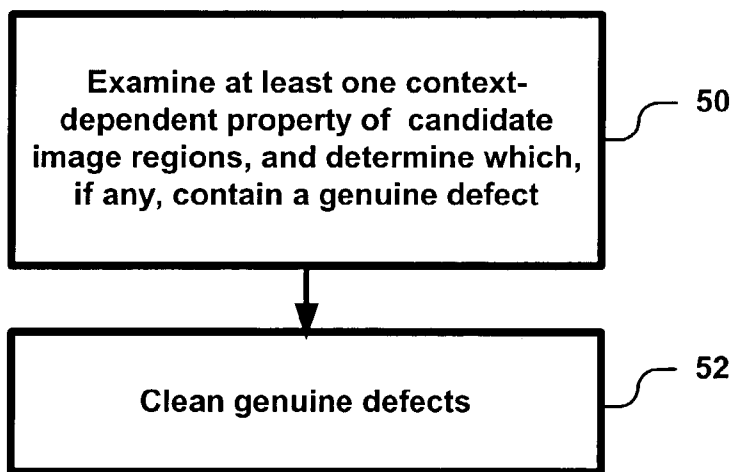 Examine at least one context-
dependent property of candidate
image regions, and determine which,
if any, contain a genuine defect
50
Clean genuine defects
52